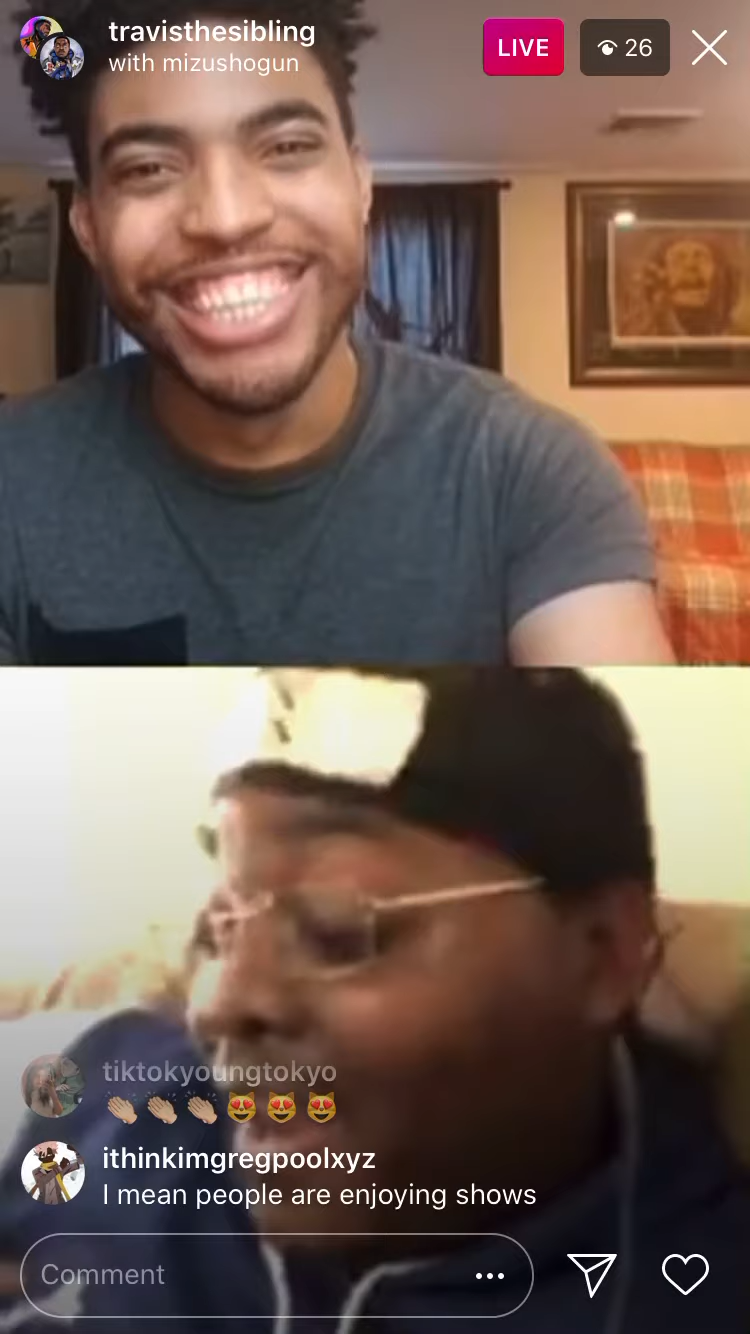 travisthesibling
with mizushogun
LIVE
26
tiktokyoungtokyo
👏🏼👏🏼👏🏼😻😻😻
ithinkimgregpoolxyz
I mean people are enjoying shows
Comment